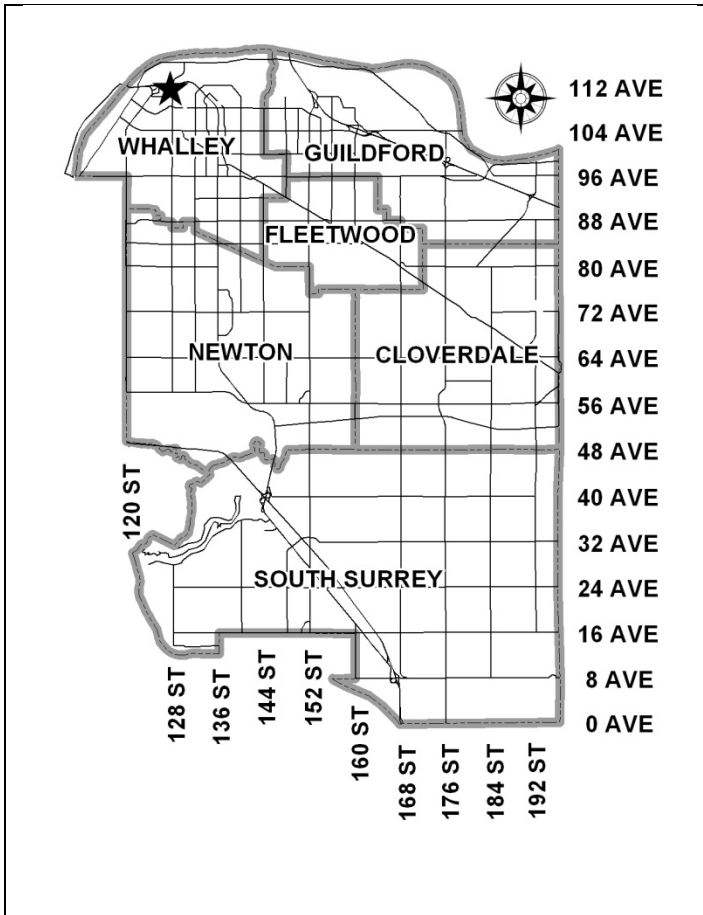 112 AVE
104 AVE
WHALLEY
GUILDFORD
96 AVE
88 AVE
FLEETWOOD
80 AVE
72 AVE
NEWTON
CLOVERDALE
64 AVE
56 AVE
48 AVE
120 ST
40 AVE
32 AVE
SOUTH SURREY
24 AVE
16 AVE
8 AVE
0 AVE
128 ST
136 ST
144 ST
152 ST
160 ST
168 ST
176 ST
184 ST
192 ST